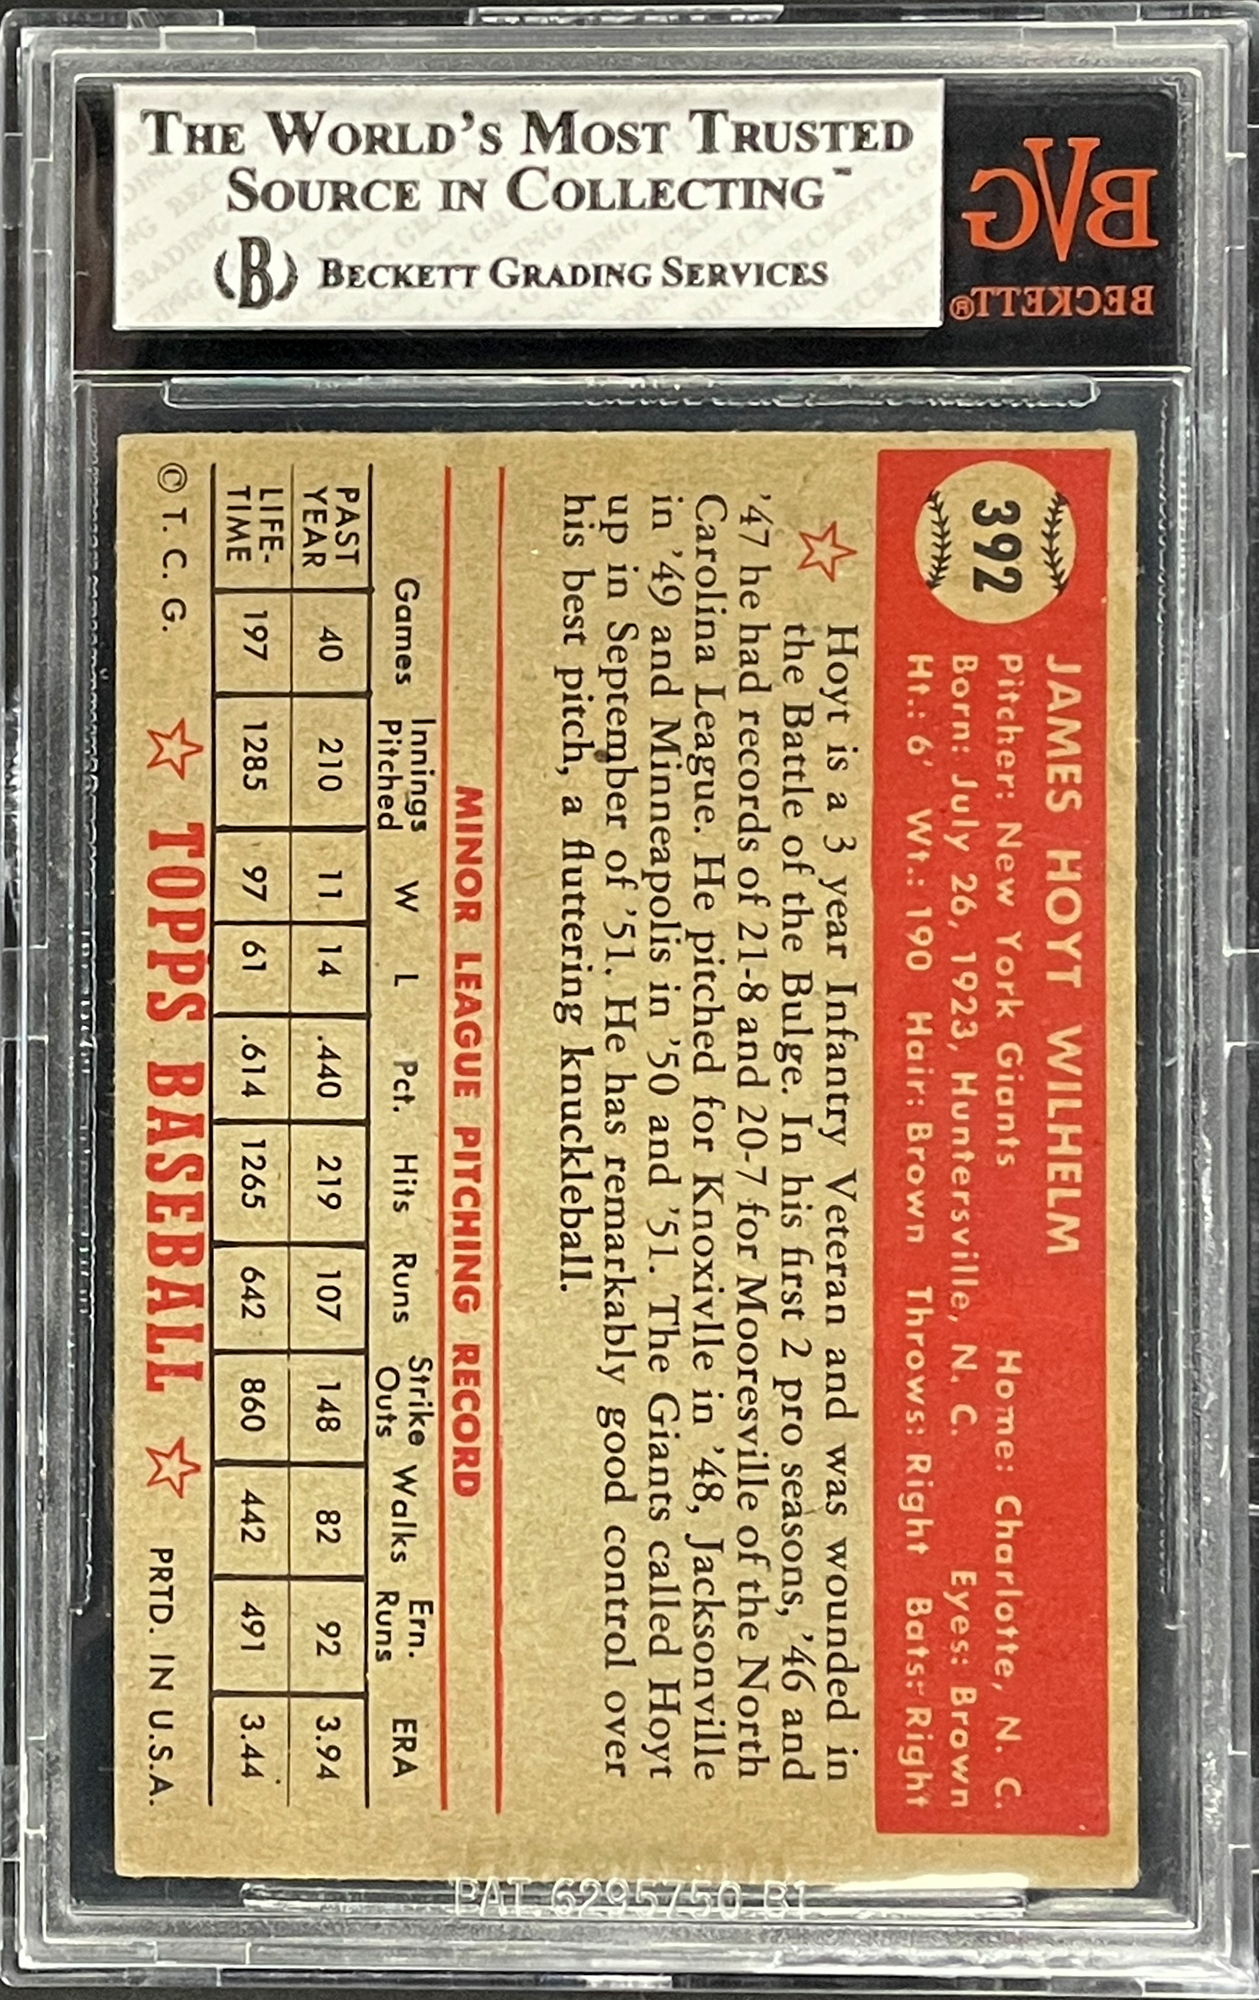 THE WORLD'S MOST TRUSTED
SOURCE IN COLLECTING™
(B) BECKETT GRADING SERVICES
BVG
BECKETT®
392
JAMES HOYT WILHELM
Pitcher: New York Giants Home: Charlotte, N. C.
Born: July 26, 1923, Huntersville, N. C. Eyes: Brown
Ht.: 6' Wt.: 190 Hair: Brown Throws: Right Bats: Right
Hoyt is a 3 year Infantry Veteran and was wounded in
the Battle of the Bulge. In his first 2 pro seasons, '46 and
'47 he had records of 21-8 and 20-7 for Mooresville of the North
Carolina League. He pitched for Knoxivlle in '48, Jacksonville
in '49 and Minneapolis in '50 and '51. The Giants called Hoyt
up in September of '51. He has remarkably good control over
his best pitch, a fluttering knuckleball.
MINOR LEAGUE PITCHING RECORD
Games Innings Pitched W L Pct. Hits Runs Strike Outs Walks Ern. Runs ERA
PAST YEAR 40 210 11 14 .440 219 107 148 82 92 3.94
LIFE-TIME 197 1285 97 61 .614 1265 642 860 442 491 3.44
© T. C. G. TOPPS BASEBALL PRTD. IN U.S.A.
PAT. 6295750 B1